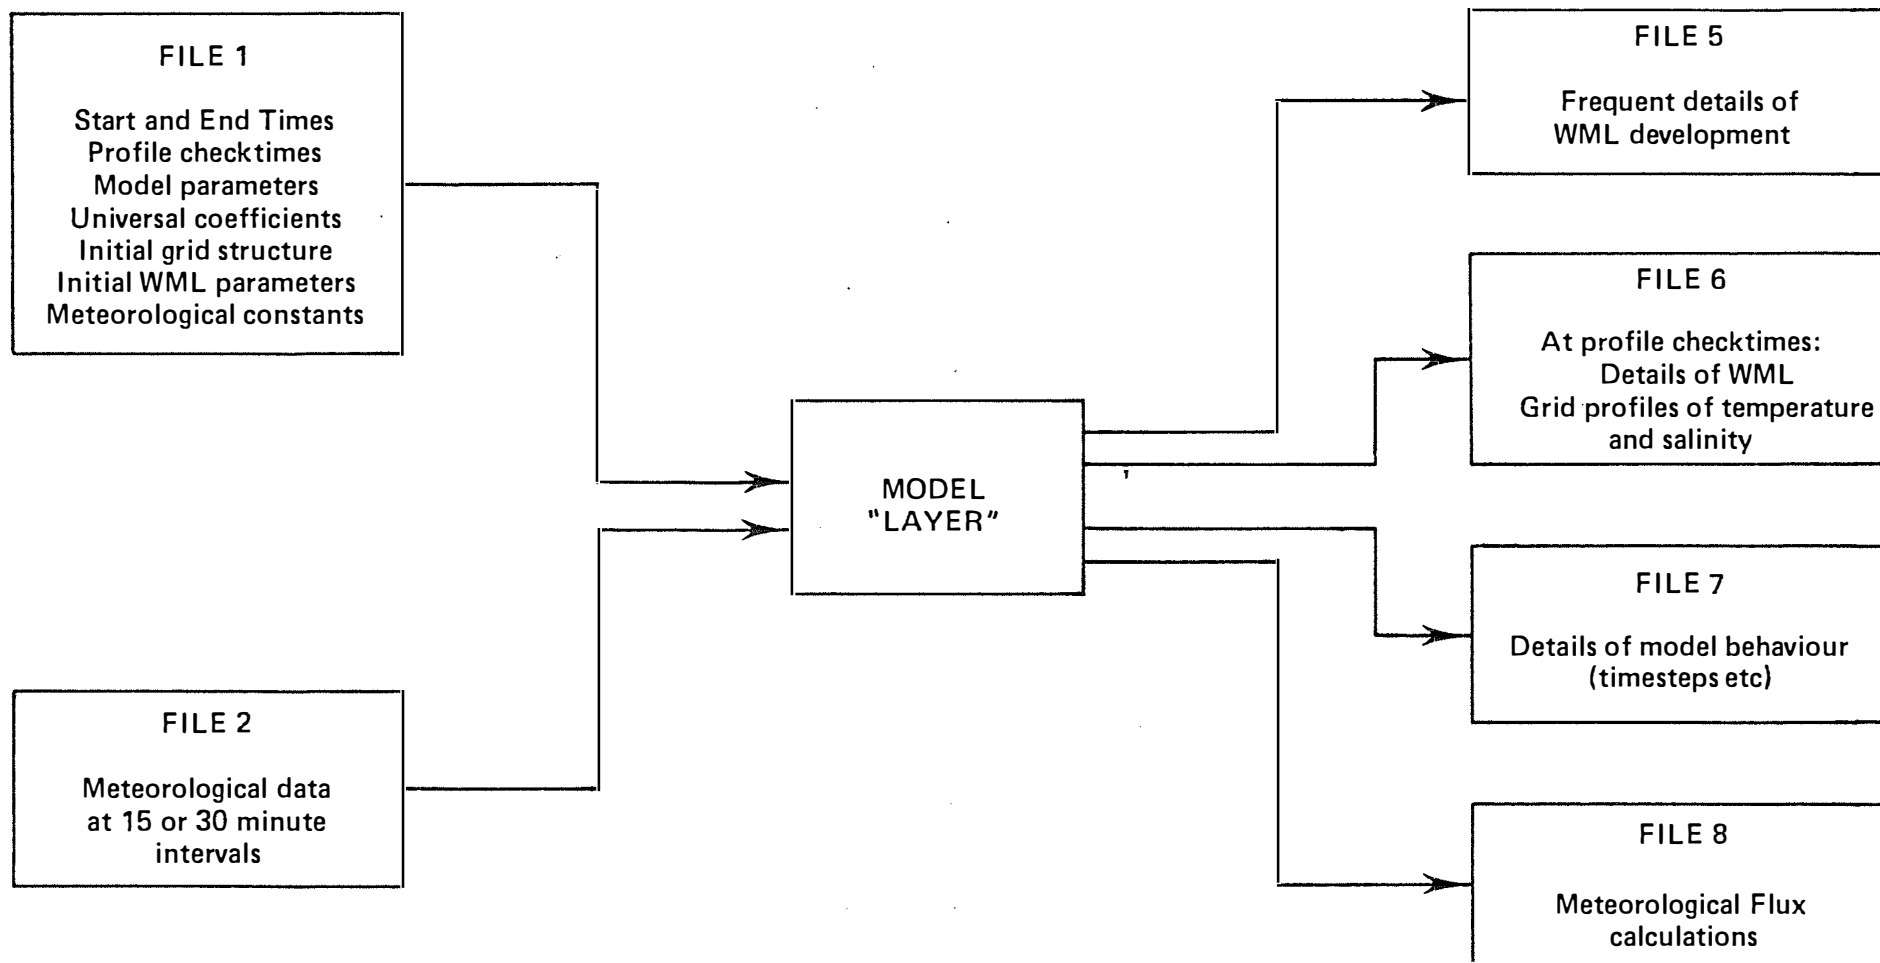 FILE 1
Start and End Times
Profile checktimes
Model parameters
Universal coefficients
Initial grid structure
Initial WML parameters
Meteorological constants
FILE 2
Meteorological data
at 15 or 30 minute
intervals
MODEL
"LAYER"
FILE 5
Frequent details of
WML development
FILE 6
At profile checktimes:
Details of WML
Grid profiles of temperature
and salinity
FILE 7
Details of model behaviour
(timesteps etc)
FILE 8
Meteorological Flux
calculations